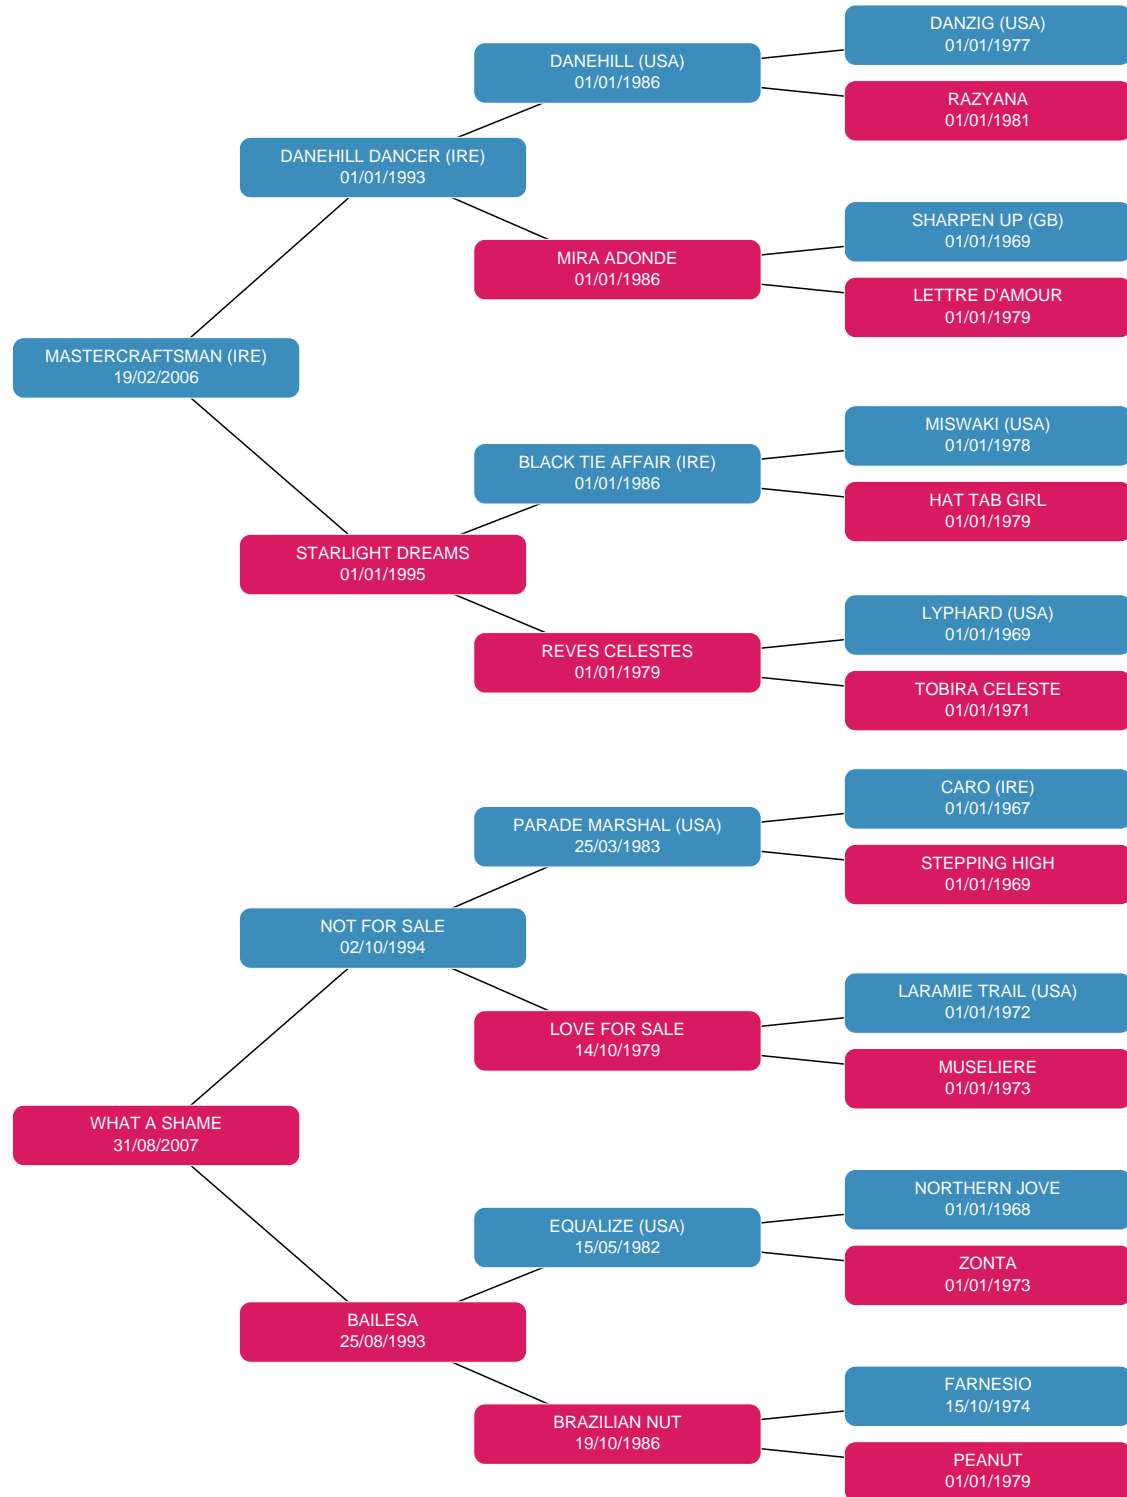 DANZIG (USA)
01/01/1977
DANEHILL (USA)
01/01/1986
RAZYANA
01/01/1981
DANEHILL DANCER (IRE)
01/01/1993
SHARPEN UP (GB)
01/01/1969
MIRA ADONDE
01/01/1986
LETTRE D'AMOUR
01/01/1979
MASTERCRAFTSMAN (IRE)
19/02/2006
MISWAKI (USA)
01/01/1978
BLACK TIE AFFAIR (IRE)
01/01/1986
HAT TAB GIRL
01/01/1979
STARLIGHT DREAMS
01/01/1995
LYPHARD (USA)
01/01/1969
REVES CELESTES
01/01/1979
TOBIRA CELESTE
01/01/1971
CARO (IRE)
01/01/1967
PARADE MARSHAL (USA)
25/03/1983
STEPPING HIGH
01/01/1969
NOT FOR SALE
02/10/1994
LARAMIE TRAIL (USA)
01/01/1972
LOVE FOR SALE
14/10/1979
MUSELIERE
01/01/1973
WHAT A SHAME
31/08/2007
NORTHERN JOVE
01/01/1968
EQUALIZE (USA)
15/05/1982
ZONTA
01/01/1973
BAILESA
25/08/1993
FARNESIO
15/10/1974
BRAZILIAN NUT
19/10/1986
PEANUT
01/01/1979